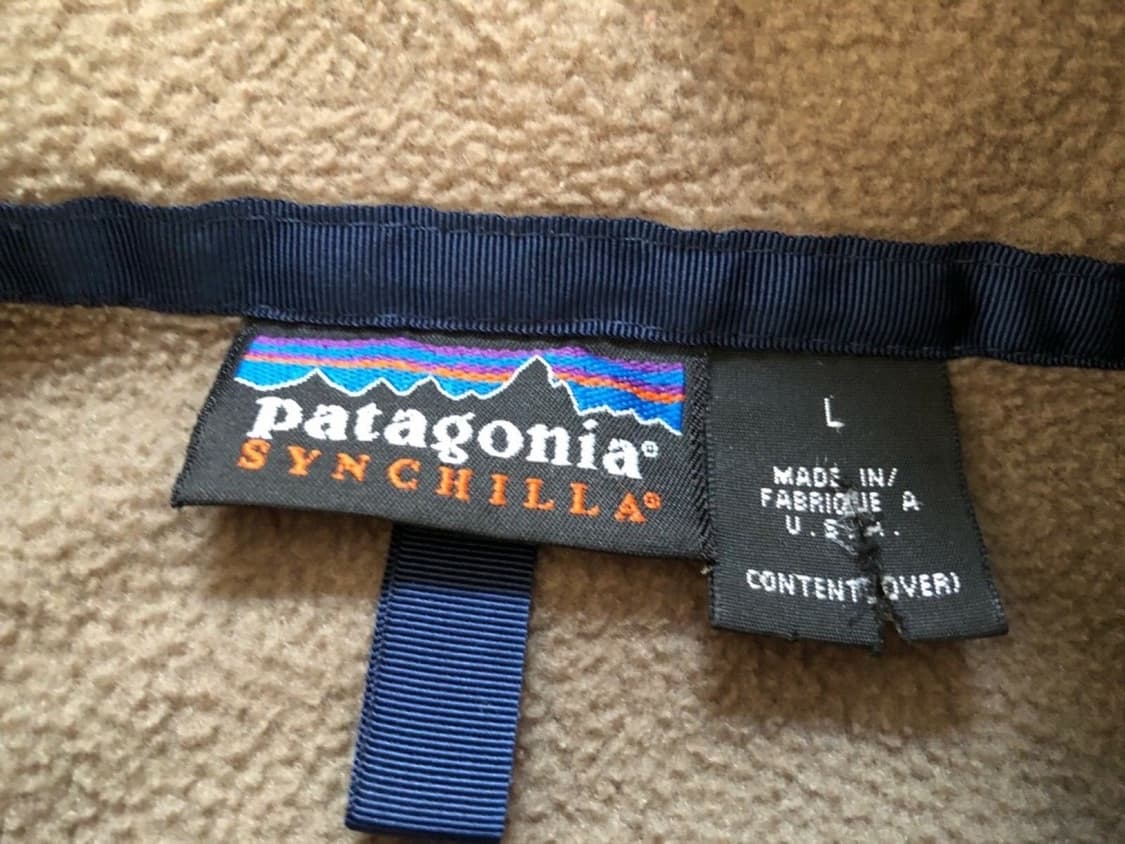 patagonia®
SYNCHILLA®
L
MADE IN/
FABRIQUE A
U.S.A.
CONTENT(OVER)